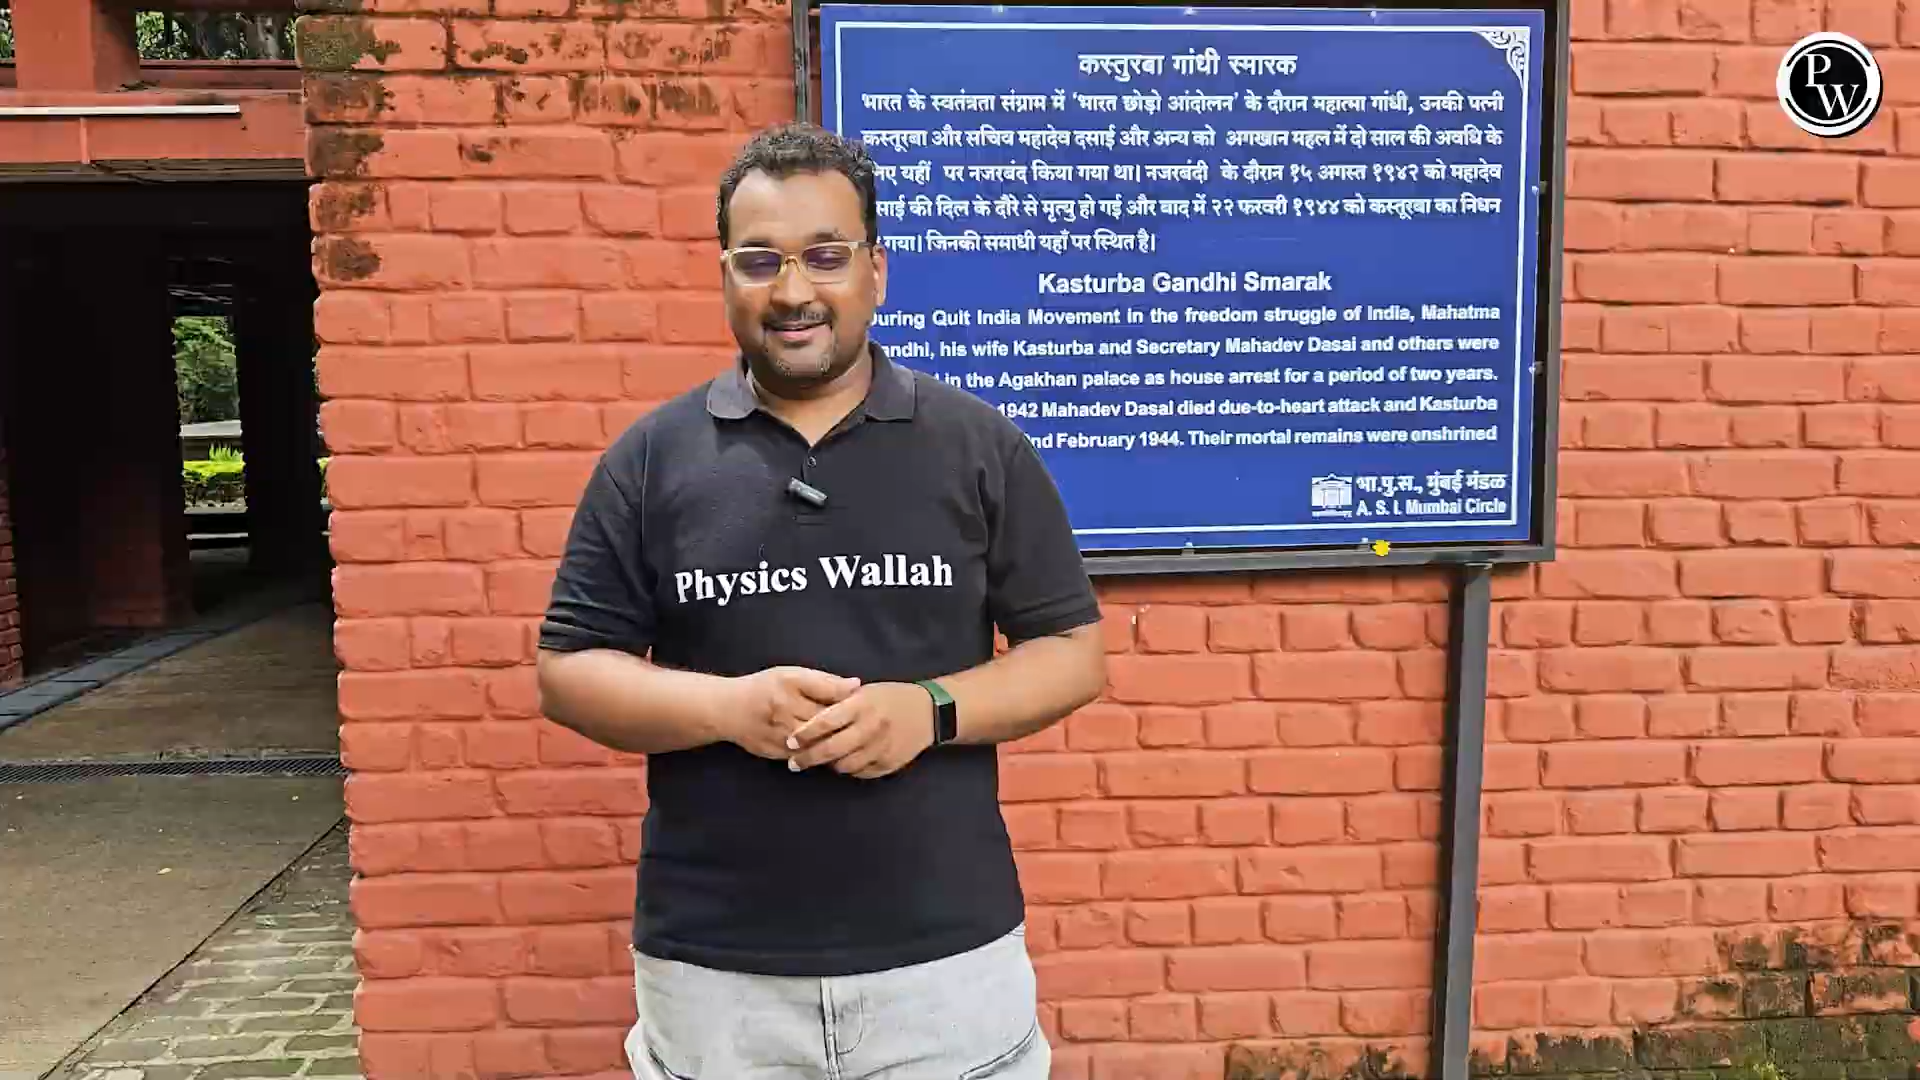 कस्तुरबा गांधी स्मारक
भारत के स्वतंत्रता संग्राम में ‘भारत छोड़ो आंदोलन’ के दौरान महात्मा गांधी, उनकी पत्नी
कस्तूरबा और सचिव महादेव दसाई और अन्य को अगखान महल में दो साल की अवधि के
यहीं पर नजरबंद किया गया था। नजरबंदी के दौरान १५ अगस्त १९४२ को महादेव
की दिल के दौरे से मृत्यु हो गई और बाद में २२ फरवरी १९४४ को कस्तूरबा का निधन
गया। जिनकी समाधी यहाँ पर स्थित है।
Kasturba Gandhi Smarak
Quit India Movement in the freedom struggle of India, Mahatma
his wife Kasturba and Secretary Mahadev Dasai and others were
in the Agakhan palace as house arrest for a period of two years.
1942 Mahadev Dasai died due-to-heart attack and Kasturba
February 1944. Their mortal remains were enshrined
भा.पु.स., मुंबई मंडळ
A. S. I. Mumbai Circle
Physics Wallah
PW